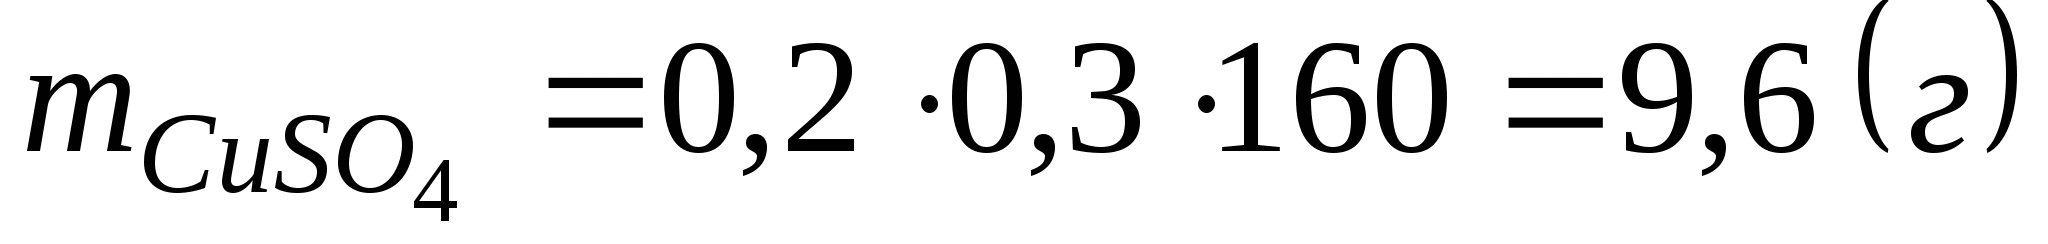 m_{CuSO_4} = 0,2 · 0,3 · 160 = 9,6 (г)